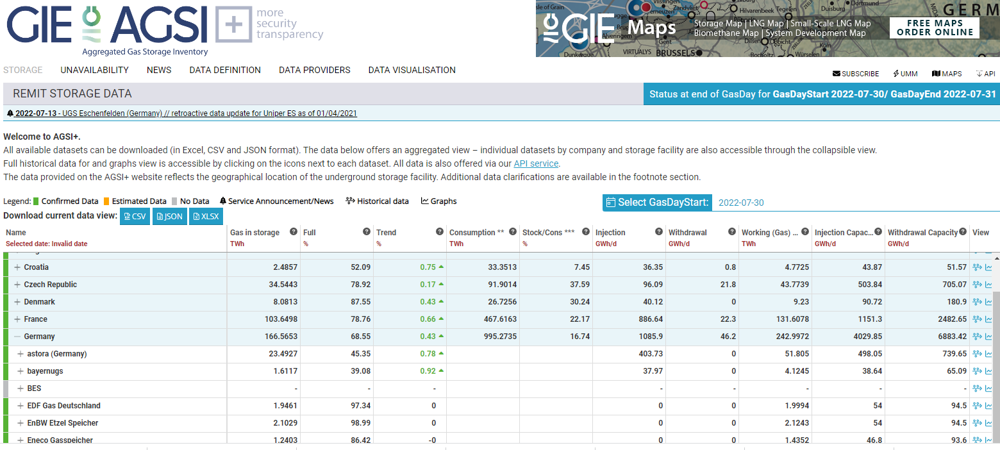 GIE AGSI +
more
security
transparency
Aggregated Gas Storage Inventory
GIE Maps
Storage Map | LNG Map | Small-Scale LNG Map
Biomethane Map | System Development Map
FREE MAPS
ORDER ONLINE
sle of Grain
Vlissingen
erneuzen
Zandvliet
Hilvarenbeek
Tegelen
Duisburg
Dortmund
GERM
Brug
Alveringem
Gent
Dilsen
Obbicht
Köln
VIRTUALYS
BRUSSELS
Bocholtz
Würselen
STORAGE UNAVAILABILITY NEWS DATA DEFINITION DATA PROVIDERS DATA VISUALISATION
SUBSCRIBE UMM MAPS API
REMIT STORAGE DATA
Status at end of GasDay for GasDayStart 2022-07-30/ GasDayEnd 2022-07-31
2022-07-13 - UGS Eschenfelden (Germany) // retroactive data update for Uniper ES as of 01/04/2021
Welcome to AGSI+.
All available datasets can be downloaded (in Excel, CSV and JSON format). The data below offers an aggregated view – individual datasets by company and storage facility are also accessible through the collapsible view.
Full historical data for and graphs view is accessible by clicking on the icons next to each dataset. All data is also offered via our API service.
The data provided on the AGSI+ website reflects the geographical location of the underground storage facility. Additional data clarifications are available in the footnote section.
Legend: Confirmed Data Estimated Data No Data Service Announcement/News Historical data Graphs
Select GasDayStart: 2022-07-30
Download current data view: CSV JSON XLSX
Name Gas in storage Full Trend Consumption ** Stock/Cons *** Injection Withdrawal Working (Gas) ... Injection Capac... Withdrawal Capacity View
Selected date: Invalid date TWh % % TWh % GWh/d GWh/d TWh GWh/d GWh/d
+ Croatia 2.4857 52.09 0.75 33.3513 7.45 36.35 0.8 4.7725 43.87 51.57
+ Czech Republic 34.5443 78.92 0.17 91.9014 37.59 96.09 21.8 43.7739 503.84 705.07
+ Denmark 8.0813 87.55 0.43 26.7256 30.24 40.12 0 9.23 90.72 180.9
+ France 103.6498 78.76 0.66 467.6163 22.17 886.64 22.3 131.6078 1151.3 2482.65
− Germany 166.5653 68.55 0.43 995.2735 16.74 1085.9 46.2 242.9972 4029.85 6883.42
+ astora (Germany) 23.4927 45.35 0.78 403.73 0 51.805 498.05 739.65
+ bayernugs 1.6117 39.08 0.92 37.97 0 4.1245 38.64 65.09
+ BES - - - - - - - -
+ EDF Gas Deutschland 1.9461 97.34 0 0 0 1.9994 54 94.5
+ EnBW Etzel Speicher 2.1029 98.99 0 0 0 2.1243 54 94.5
+ Eneco Gasspeicher 1.2403 86.42 -0 0 0 1.4352 46.8 93.6